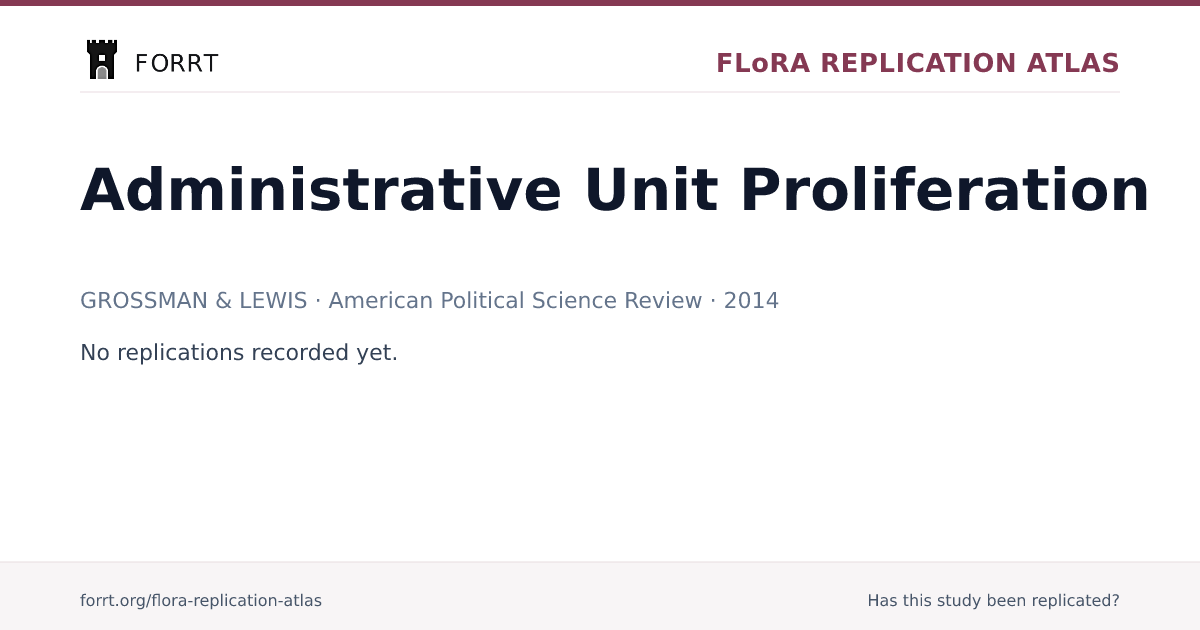 FORRT
FLoRA REPLICATION ATLAS
Administrative Unit Proliferation
GROSSMAN & LEWIS · American Political Science Review · 2014
No replications recorded yet.
forrt.org/flora-replication-atlas
Has this study been replicated?